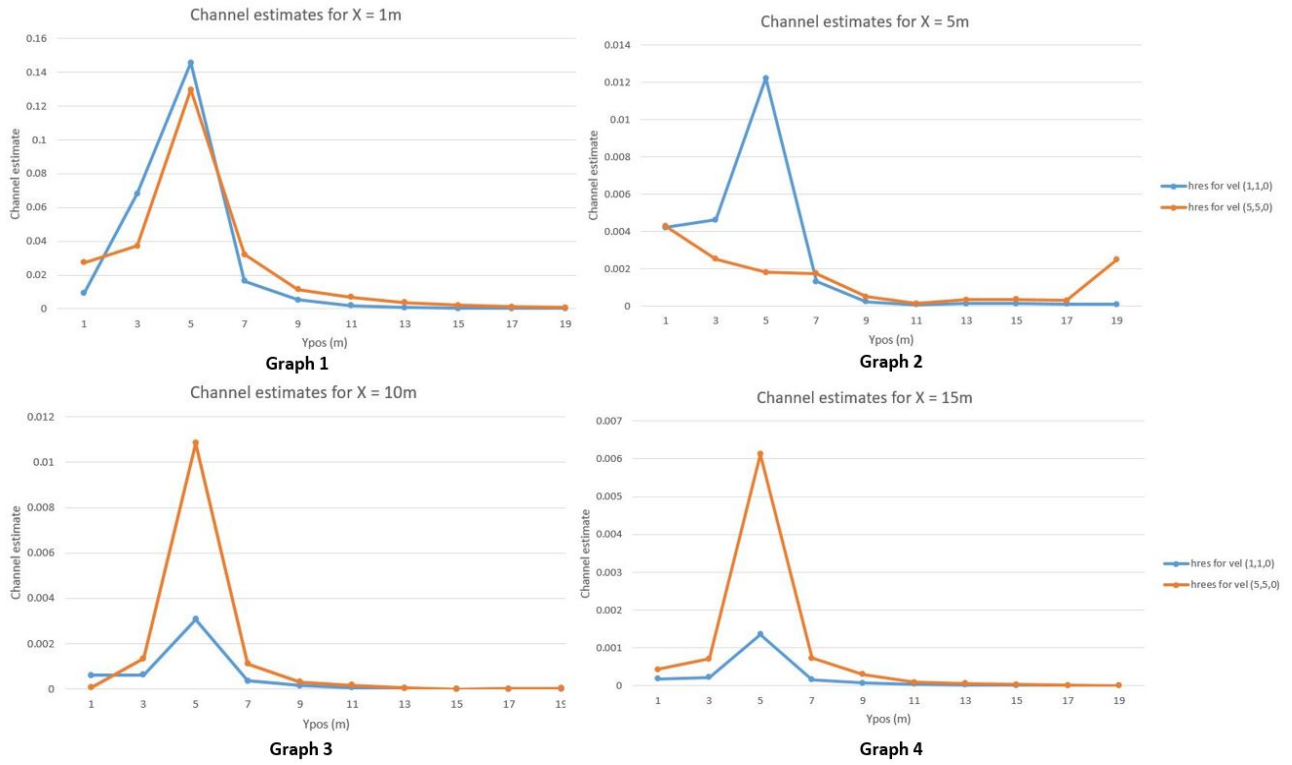 Channel estimates for X = 1m
0.16
0.14
0.12
0.1
0.08
0.06
0.04
0.02
0
Channel estimate
1 3 5 7 9 11 13 15 17 19
Ypos (m)
Graph 1
Channel estimates for X = 5m
0.014
0.012
0.01
0.008
0.006
0.004
0.002
0
Channel estimate
1 3 5 7 9 11 13 15 17 19
Ypos (m)
Graph 2
hres for vel (1,1,0)
hres for vel (5,5,0)
Channel estimates for X = 10m
0.012
0.01
0.008
0.006
0.004
0.002
0
Channel estimate
1 3 5 7 9 11 13 15 17 19
Ypos (m)
Graph 3
Channel estimates for X = 15m
0.007
0.006
0.005
0.004
0.003
0.002
0.001
0
Channel estimate
1 3 5 7 9 11 13 15 17 19
Ypos (m)
Graph 4
hres for vel (1,1,0)
hrees for vel (5,5,0)